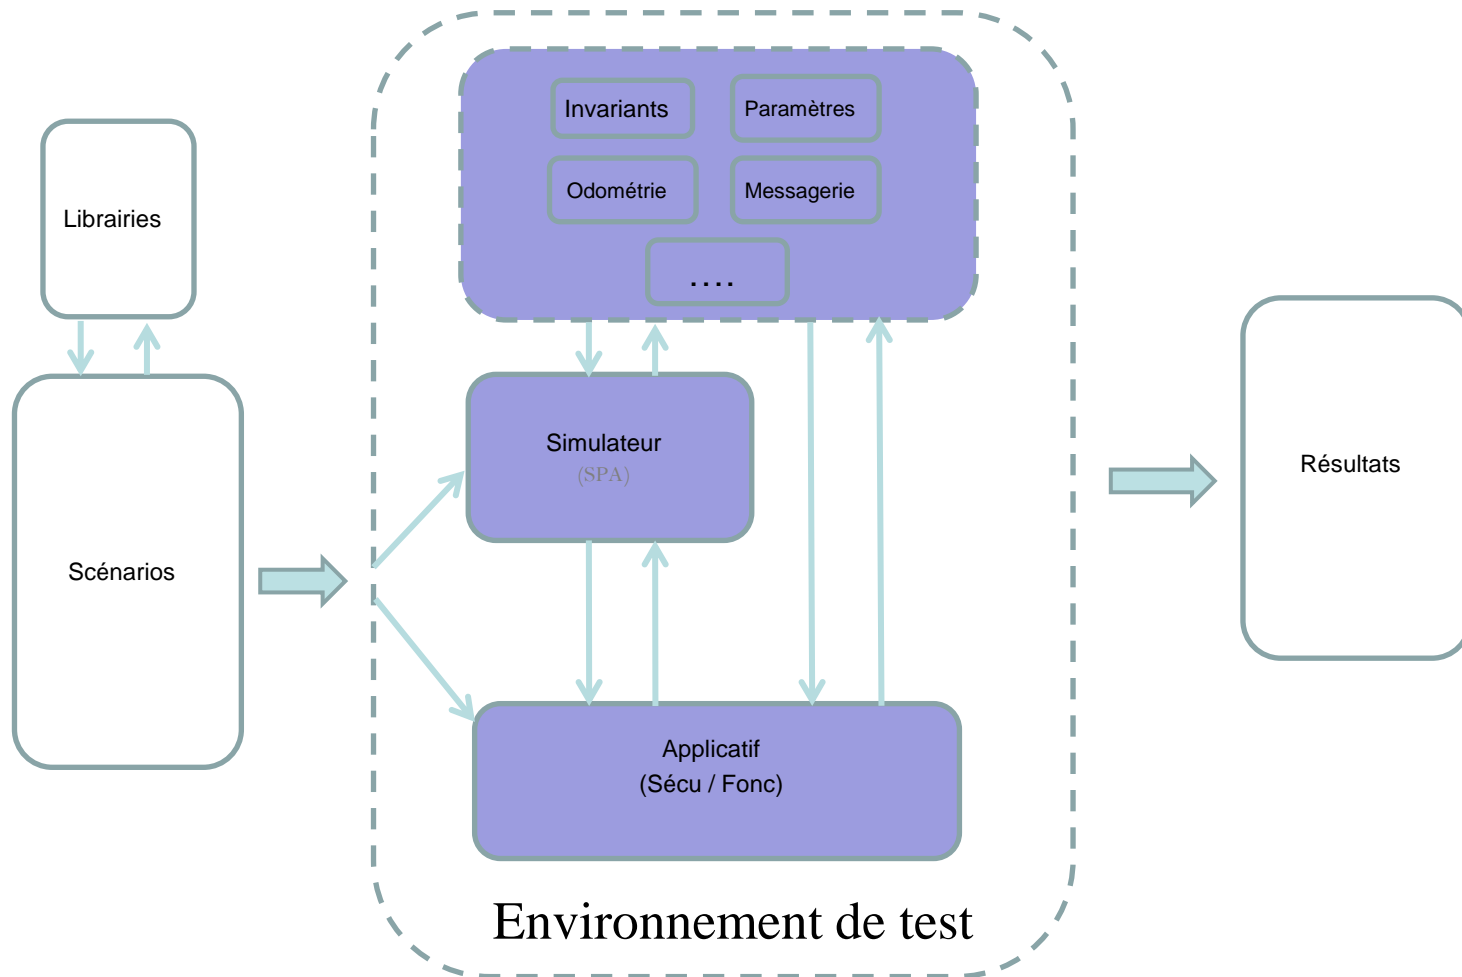 Librairies
Scénarios
Invariants
Paramètres
Odométrie
Messagerie
....
Simulateur
(SPA)
Applicatif
(Sécu / Fonc)
Environnement de test
Résultats